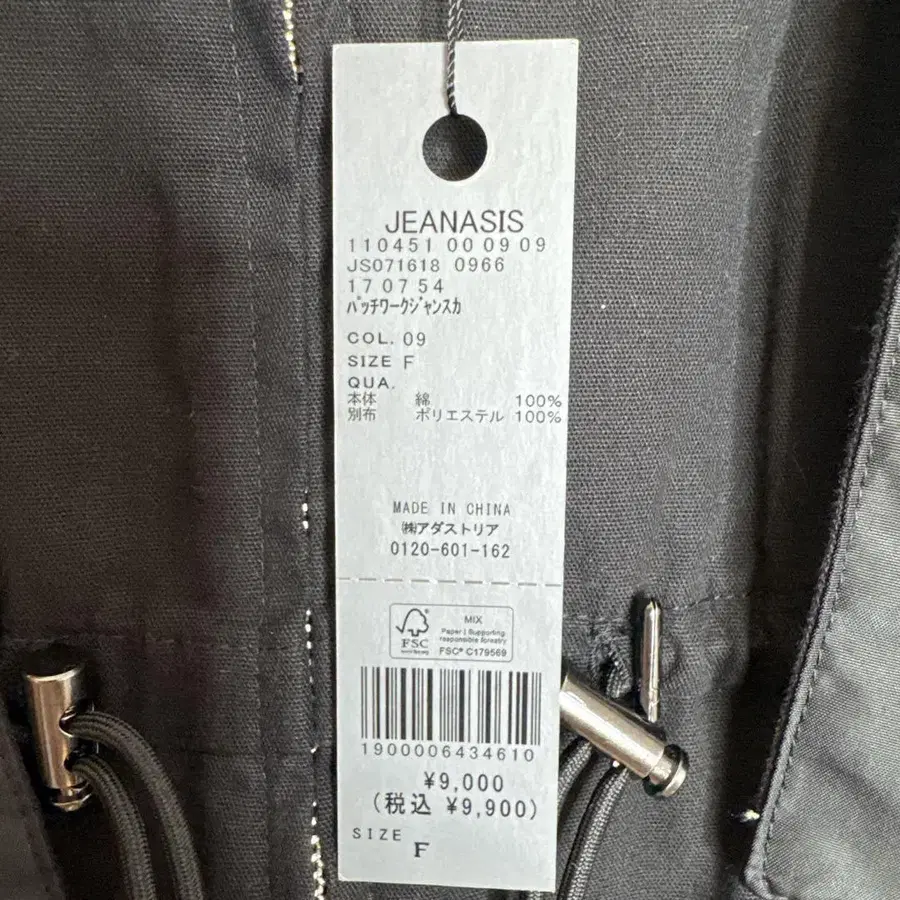 JEANASIS
110451 00 09 09
JS071618 0966
17 07 54
ﾊﾟｯﾁﾜｰｸｼﾞｬﾝｽｶ
COL. 09
SIZE F
QUA.
本体 綿 100%
別布 ポリエステル 100%
MADE IN CHINA
㈱アダストリア
0120-601-162
FSC
MIX
Paper | Supporting
responsible forestry
FSC® C179569
1900006434610
¥9,000
(税込 ¥9,900)
SIZE
F